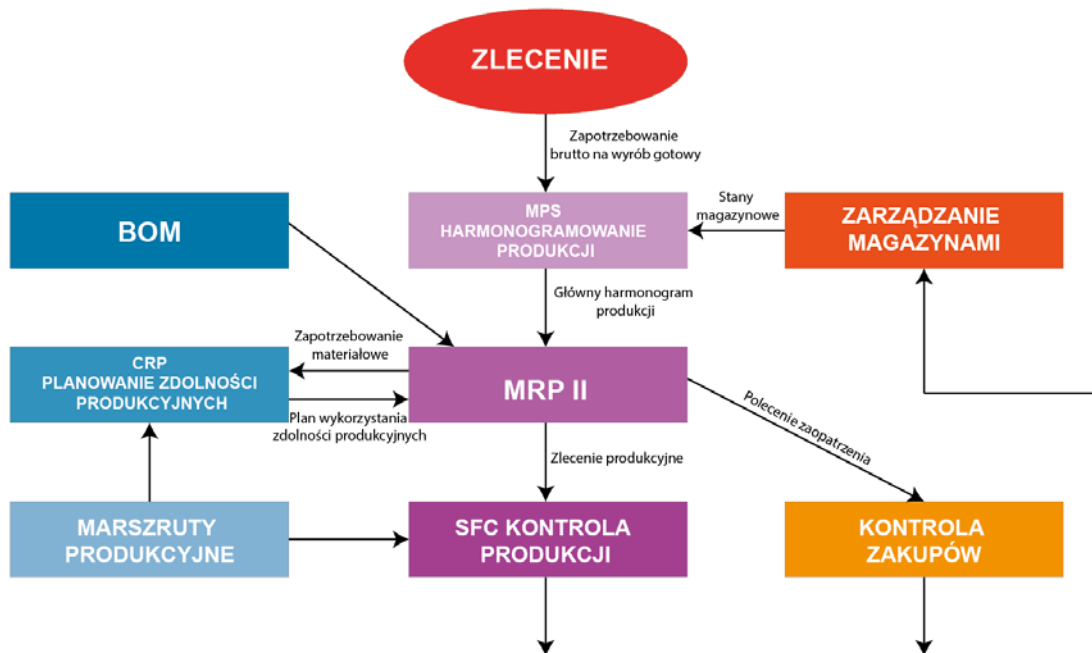 ZLECENIE
Zapotrzebowanie
brutto na wyrób gotowy
BOM
MPS
HARMONOGRAMOWANIE
PRODUKCJI
Stany
magazynowe
ZARZĄDZANIE
MAGAZYNAMI
Główny harmonogram
produkcji
Zapotrzebowanie
materiałowe
CRP
PLANOWANIE ZDOLNOŚCI
PRODUKCYJNYCH
MRP II
Plan wykorzystania
zdolności produkcyjnych
Polecenie zaopatrzenia
Zlecenie produkcyjne
MARSZRUTY
PRODUKCYJNE
SFC KONTROLA
PRODUKCJI
KONTROLA
ZAKUPÓW